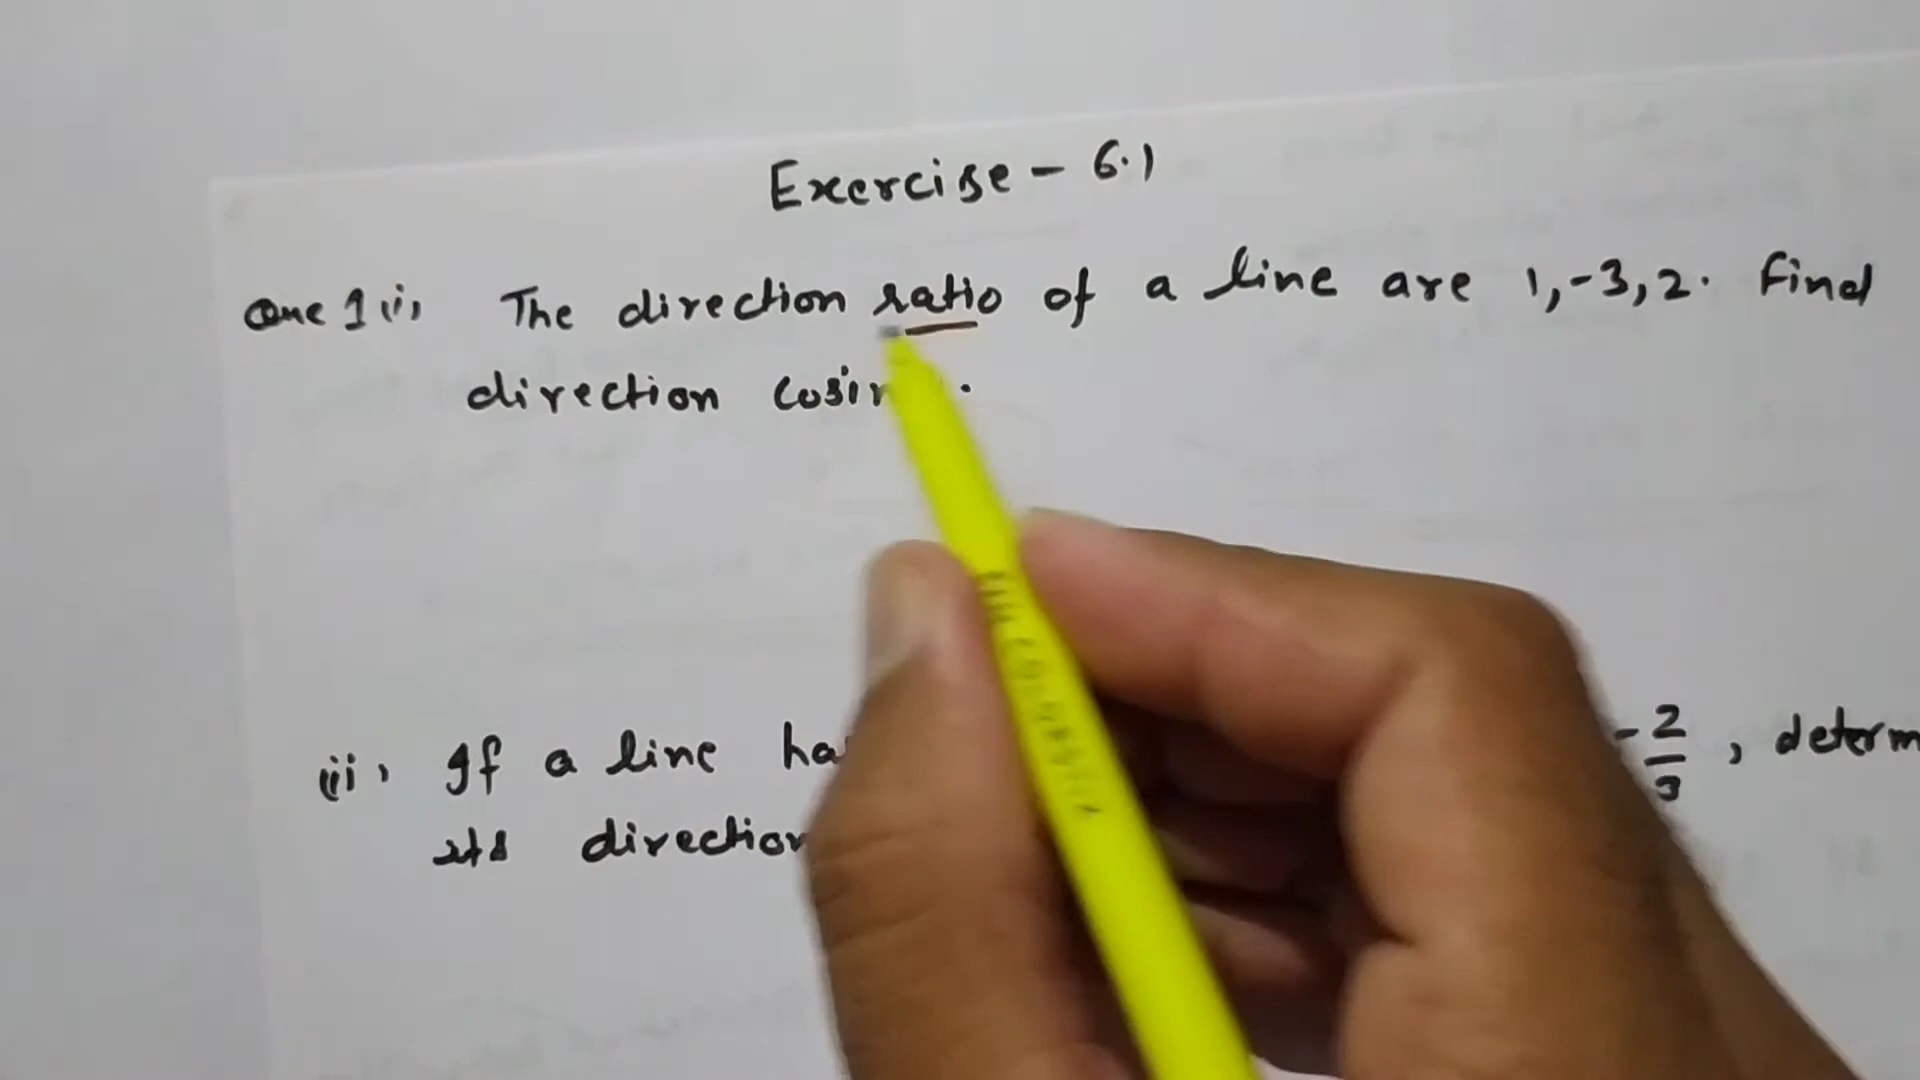 Exercise - 6.1
Que 1 (i), The direction ratio of a line are 1, -3, 2. Find
direction
(ii), If a line -2/3, determ
its direction